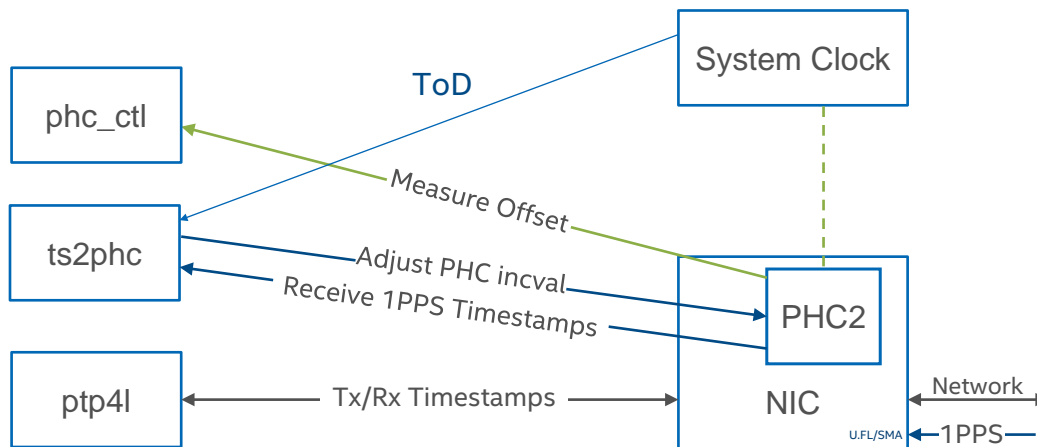 System Clock
ToD
phc_ctl
Measure Offset
ts2phc
Adjust PHC incval
Receive 1PPS Timestamps
PHC2
ptp4l
Tx/Rx Timestamps
NIC
Network
U.FL/SMA
1PPS